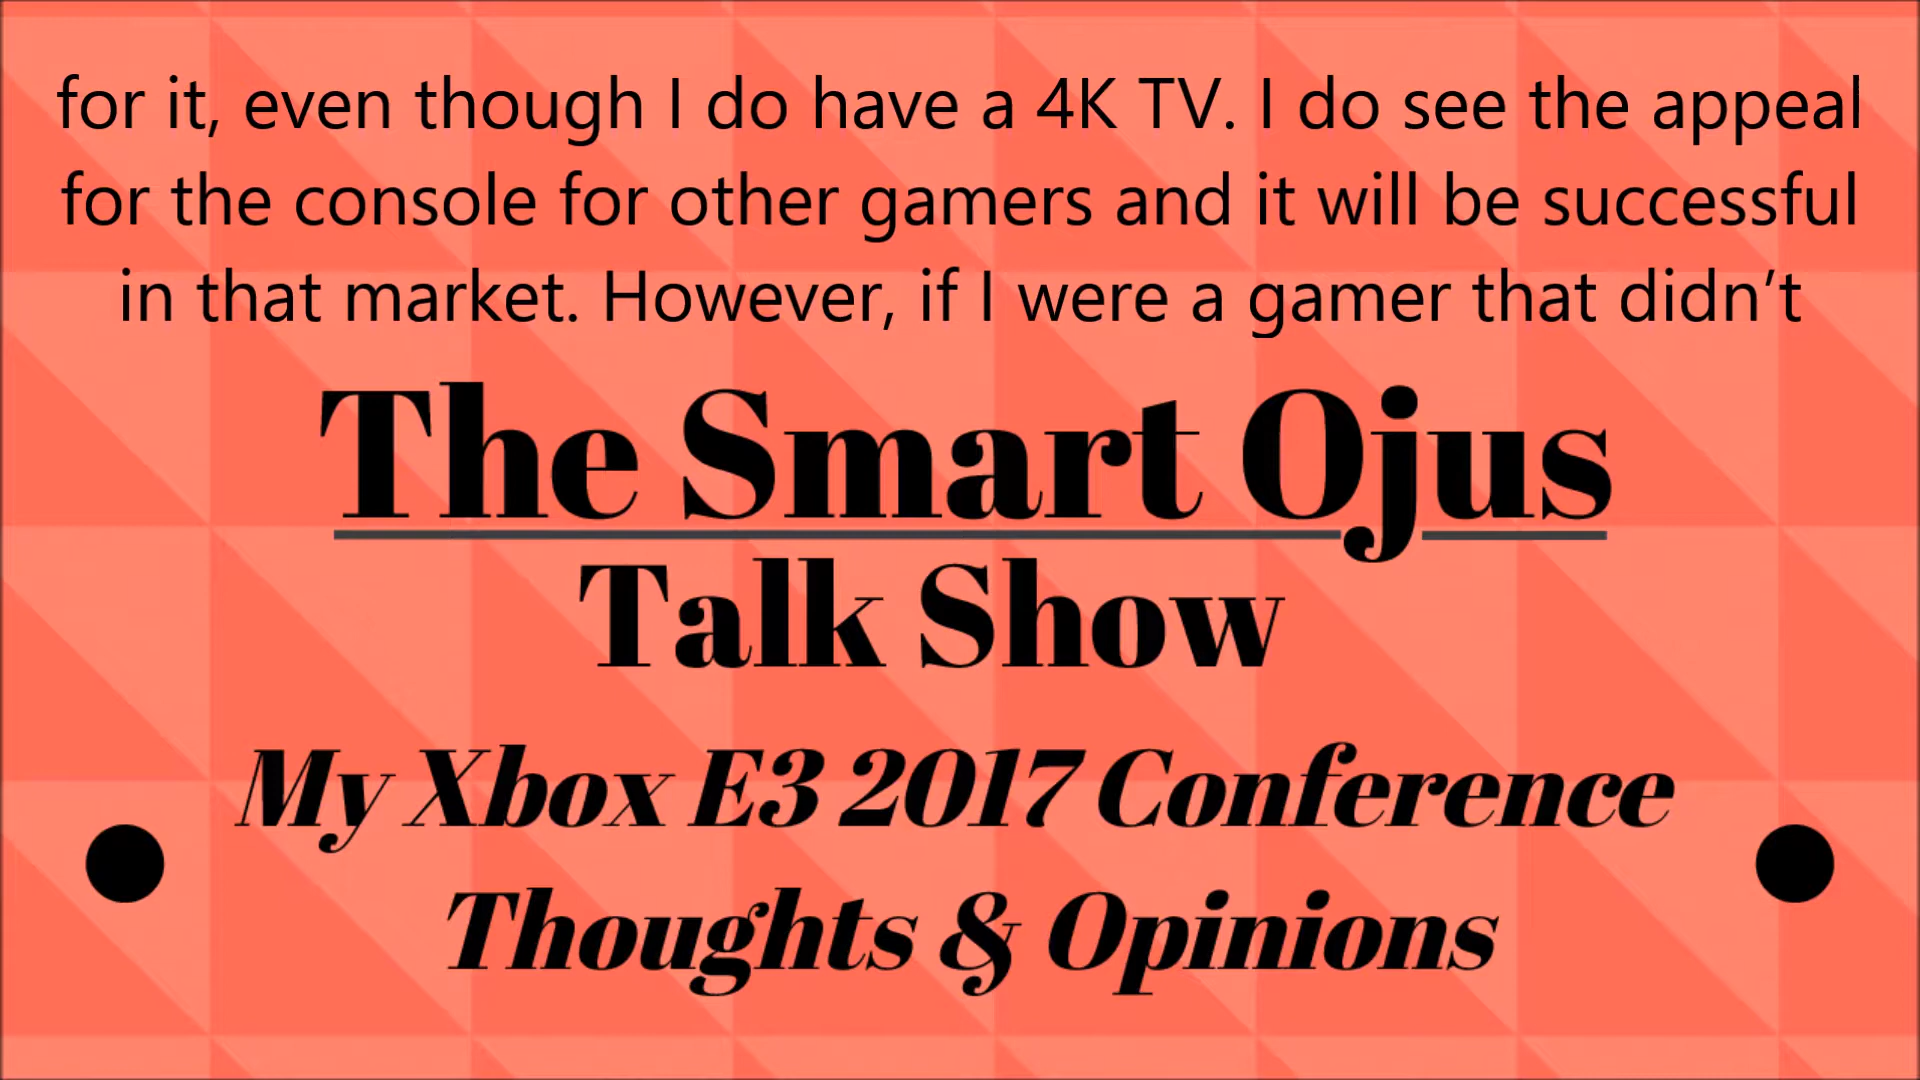 for it, even though I do have a 4K TV. I do see the appeal
for the console for other gamers and it will be successful
in that market. However, if I were a gamer that didn’t
The Smart Ojus
Talk Show
My Xbox E3 2017 Conference
Thoughts & Opinions